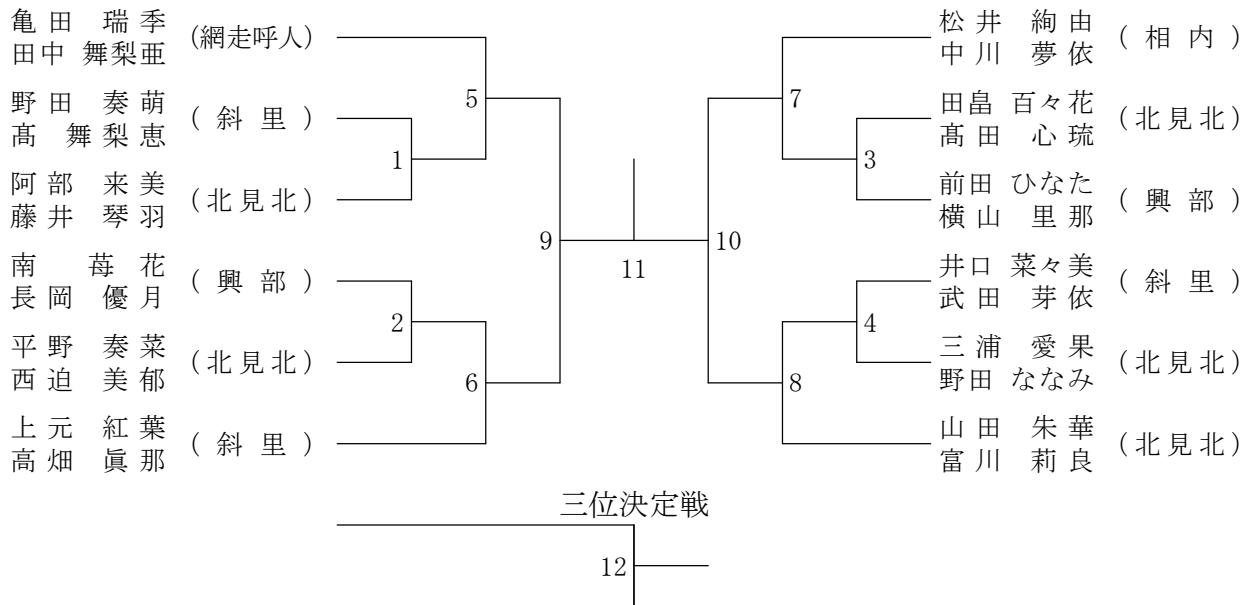 亀田 瑞季
田中 舞梨亜
(網走呼人)
野田 奏萌
髙 舞梨恵
(斜里)
阿部 来美
藤井 琴羽
(北見北)
南 苺花
長岡 優月
(興部)
平野 奏菜
西迫 美郁
(北見北)
上元 紅葉
高畑 眞那
(斜里)
5
1
9
2
6
11
松井 絢由
中川 夢依
(相内)
田畠 百々花
髙田 心琉
(北見北)
前田 ひなた
横山 里那
(興部)
井口 菜々美
武田 芽依
(斜里)
三浦 愛果
野田 ななみ
(北見北)
山田 朱華
富川 莉良
(北見北)
7
3
10
4
8
三位決定戦
12